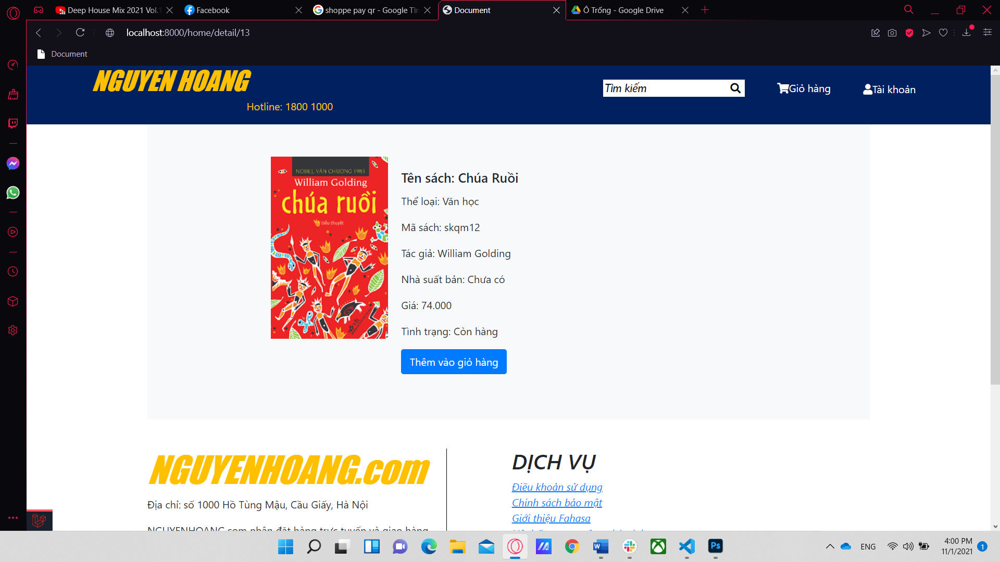 Deep House Mix 2021 Vol.
Facebook
shoppe pay qr - Google Tìn
Document
Ô Trống - Google Drive
localhost:8000/home/detail/13
Document
NGUYEN HOANG
Hotline: 1800 1000
Tìm kiếm
Giỏ hàng
Tài khoản
NOBEL VĂN CHƯƠNG 1983
William Golding
chúa ruồi
tiểu thuyết
Tên sách: Chúa Ruồi
Thể loại: Văn học
Mã sách: skqm12
Tác giả: William Golding
Nhà suất bản: Chưa có
Giá: 74.000
Tình trạng: Còn hàng
Thêm vào giỏ hàng
NGUYENHOANG.com
Địa chỉ: số 1000 Hồ Tùng Mậu, Cầu Giấy, Hà Nội
NGUYENHOANG.com nhận đặt hàng trực tuyến và giao hàng
DỊCH VỤ
Điều khoản sử dụng
Chính sách bảo mật
Giới thiệu Fahasa
W
Ps
ENG
4:00 PM
11/1/2021
1